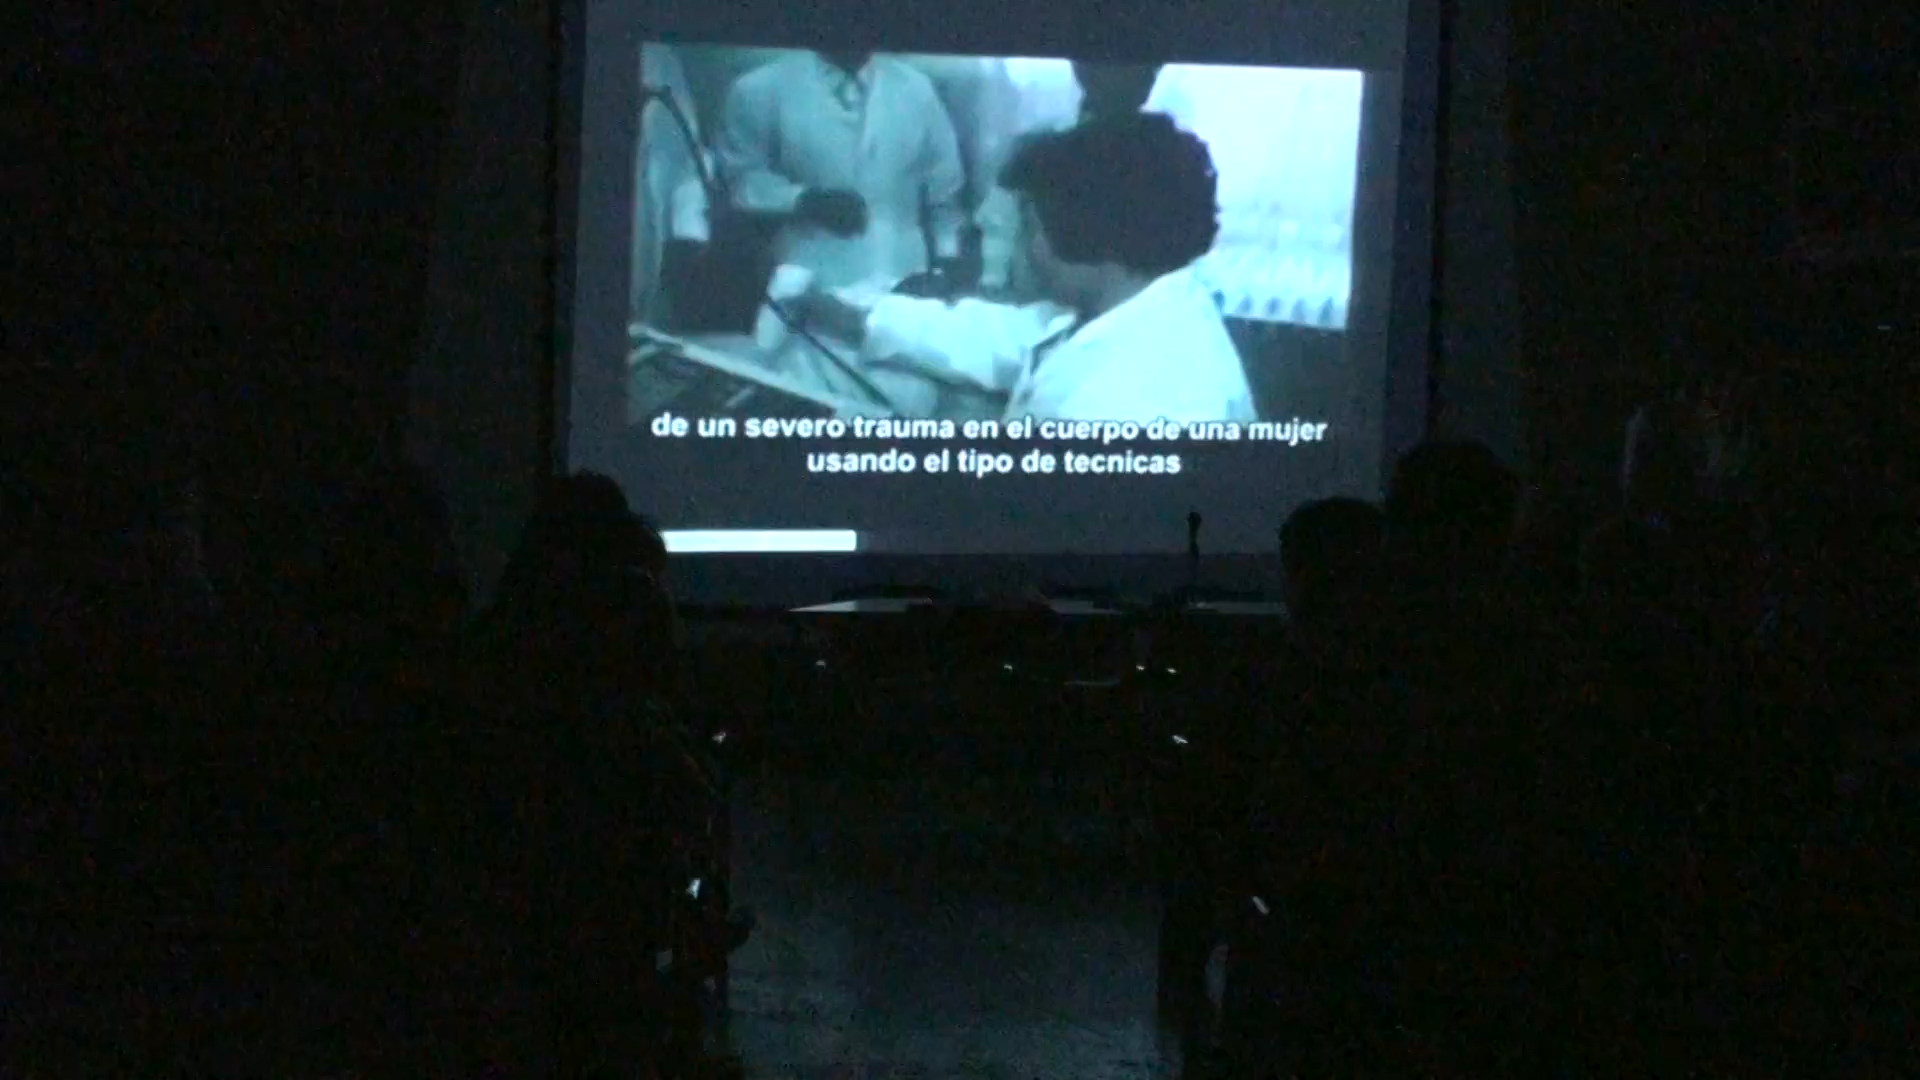 de un severo trauma en el cuerpo de una mujer
usando el tipo de tecnicas